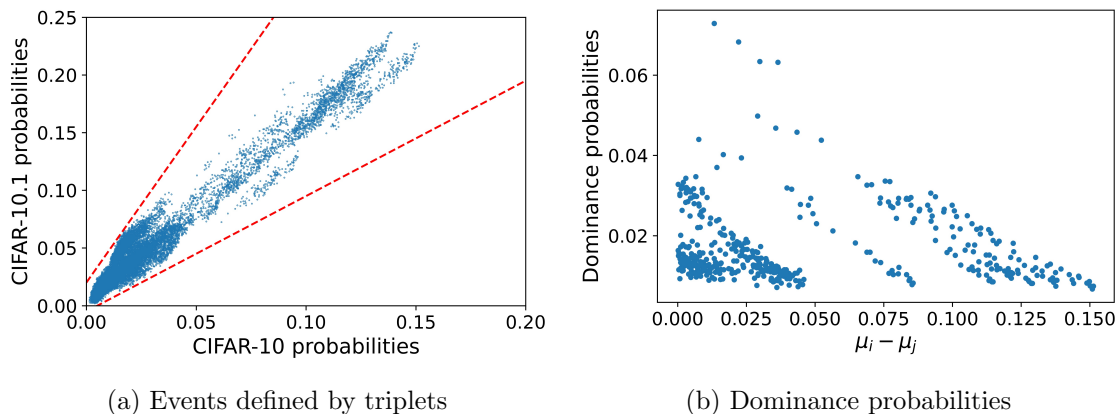 0.25
0.20
0.15
0.10
0.05
0.00
CIFAR-10.1 probabilities
0.00 0.05 0.10 0.15 0.20
CIFAR-10 probabilities
(a) Events defined by triplets
0.06
0.04
0.02
Dominance probabilities
0.000 0.025 0.050 0.075 0.100 0.125 0.150
μi − μj
(b) Dominance probabilities